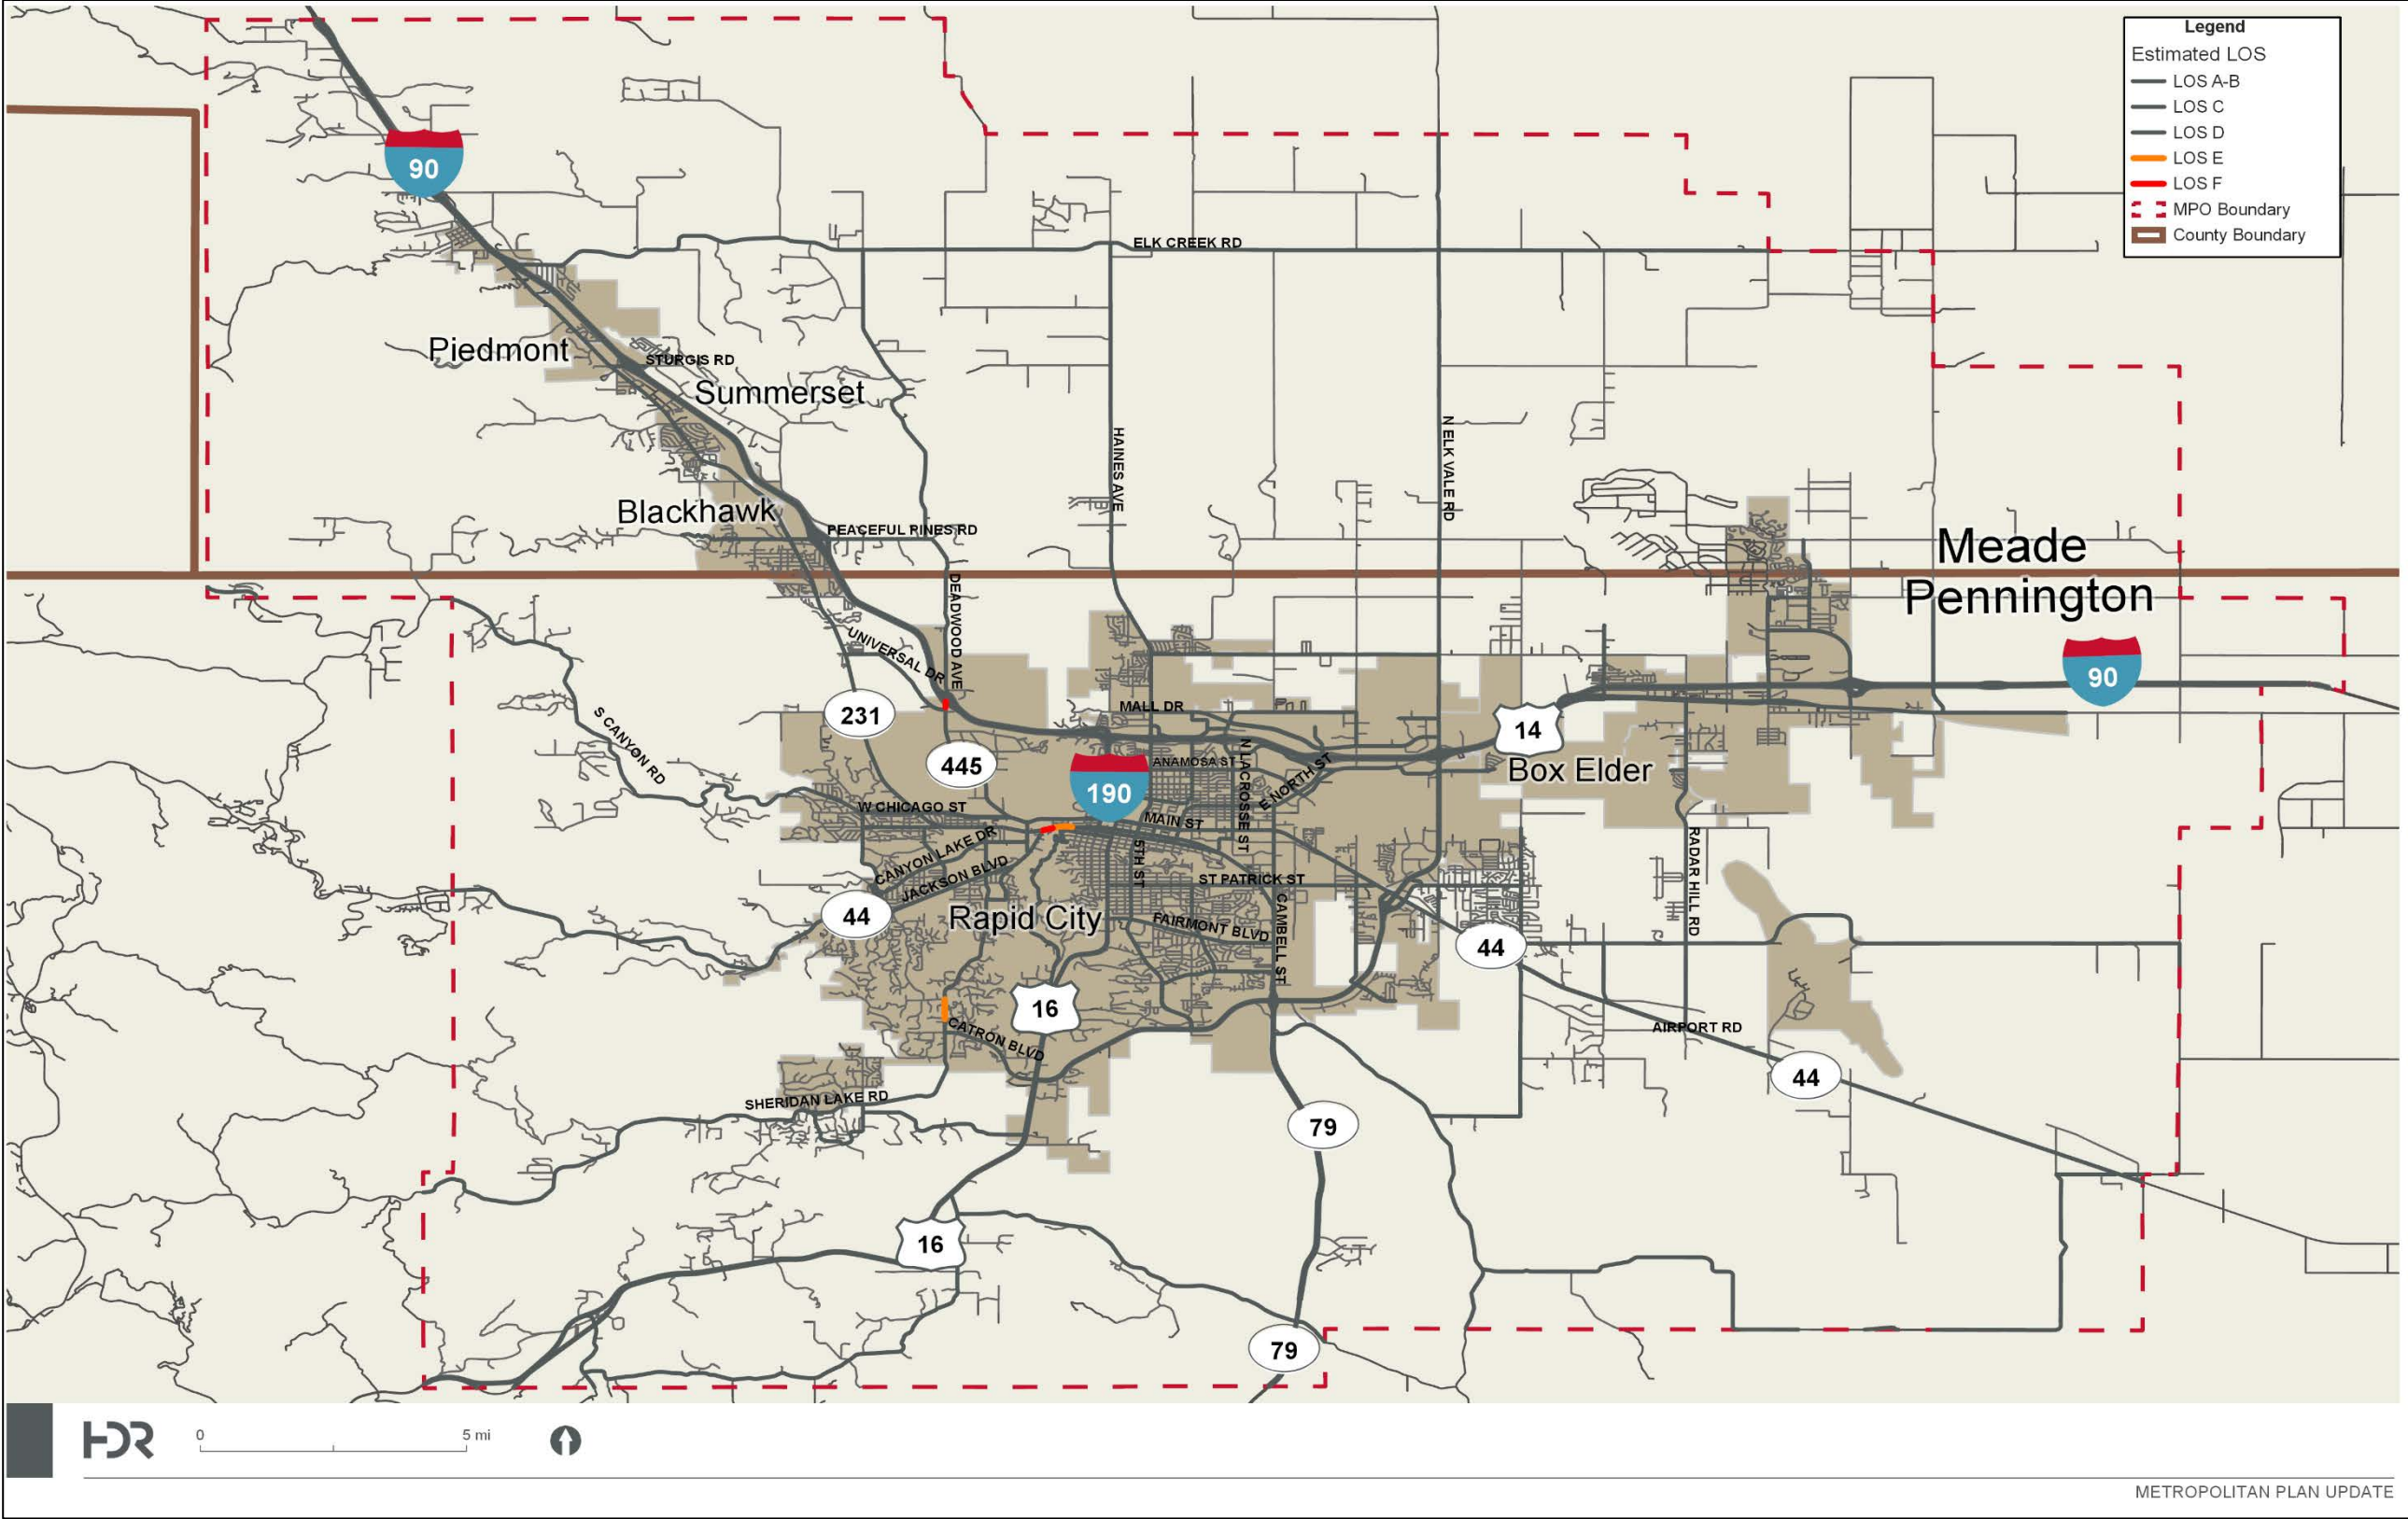 Legend
Estimated LOS
LOS A-B
LOS C
LOS D
LOS E
LOS F
MPO Boundary
County Boundary
90
ELK CREEK RD
Piedmont
STURGIS RD
Summerset
HAINES AVE
N ELK VALE RD
Blackhawk
PEACEFUL PINES RD
Meade
Pennington
DEADWOOD AVE
UNIVERSAL DR
90
S CANYON RD
231
MALL DR
14
445
ANAMOSA ST
N LACROSSE ST
E NORTH ST
Box Elder
190
W CHICAGO ST
MAIN ST
CANYON LAKE DR
JACKSON BLVD
5TH ST
ST PATRICK ST
RADAR HILL RD
44
Rapid City
FAIRMONT BLVD
CAMBELL ST
44
16
CATRON BLVD
AIRPORT RD
44
SHERIDAN LAKE RD
79
16
79
HDR
0
5 mi
METROPOLITAN PLAN UPDATE